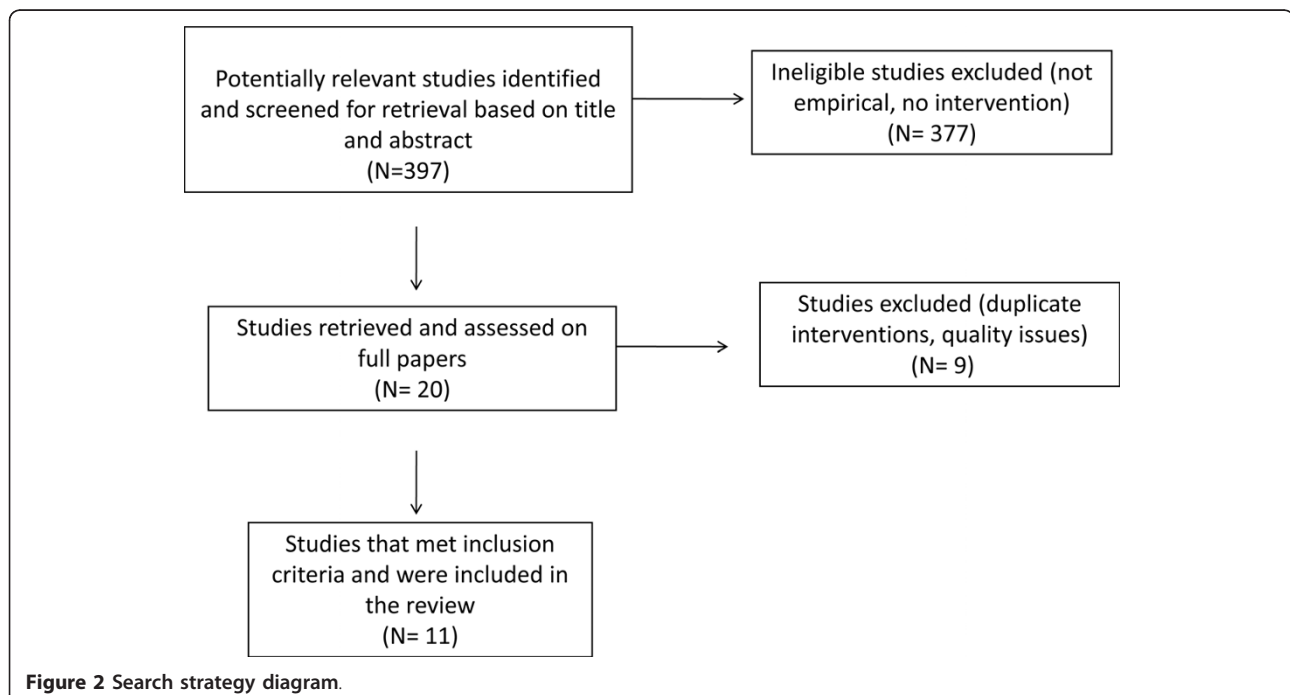 Potentially relevant studies identified
and screened for retrieval based on title
and abstract
(N=397)
Ineligible studies excluded (not
empirical, no intervention)
(N= 377)
Studies retrieved and assessed on
full papers
(N= 20)
Studies excluded (duplicate
interventions, quality issues)
(N= 9)
Studies that met inclusion
criteria and were included in
the review
(N= 11)
Figure 2 Search strategy diagram.